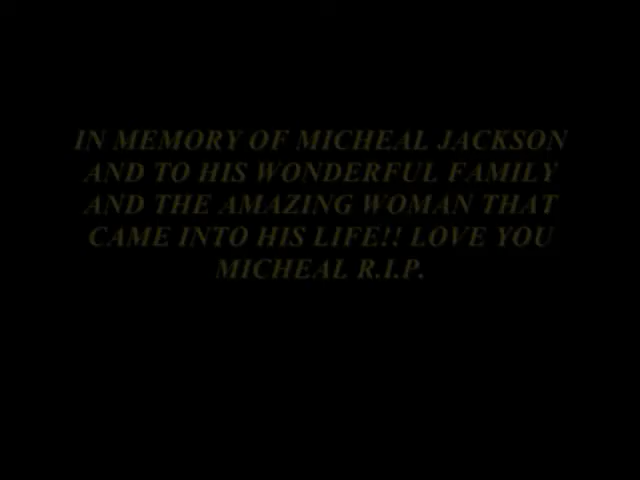 IN MEMORY OF MICHEAL JACKSON
AND TO HIS WONDERFUL FAMILY
AND THE AMAZING WOMAN THAT
CAME INTO HIS LIFE!! LOVE YOU
MICHEAL R.I.P.